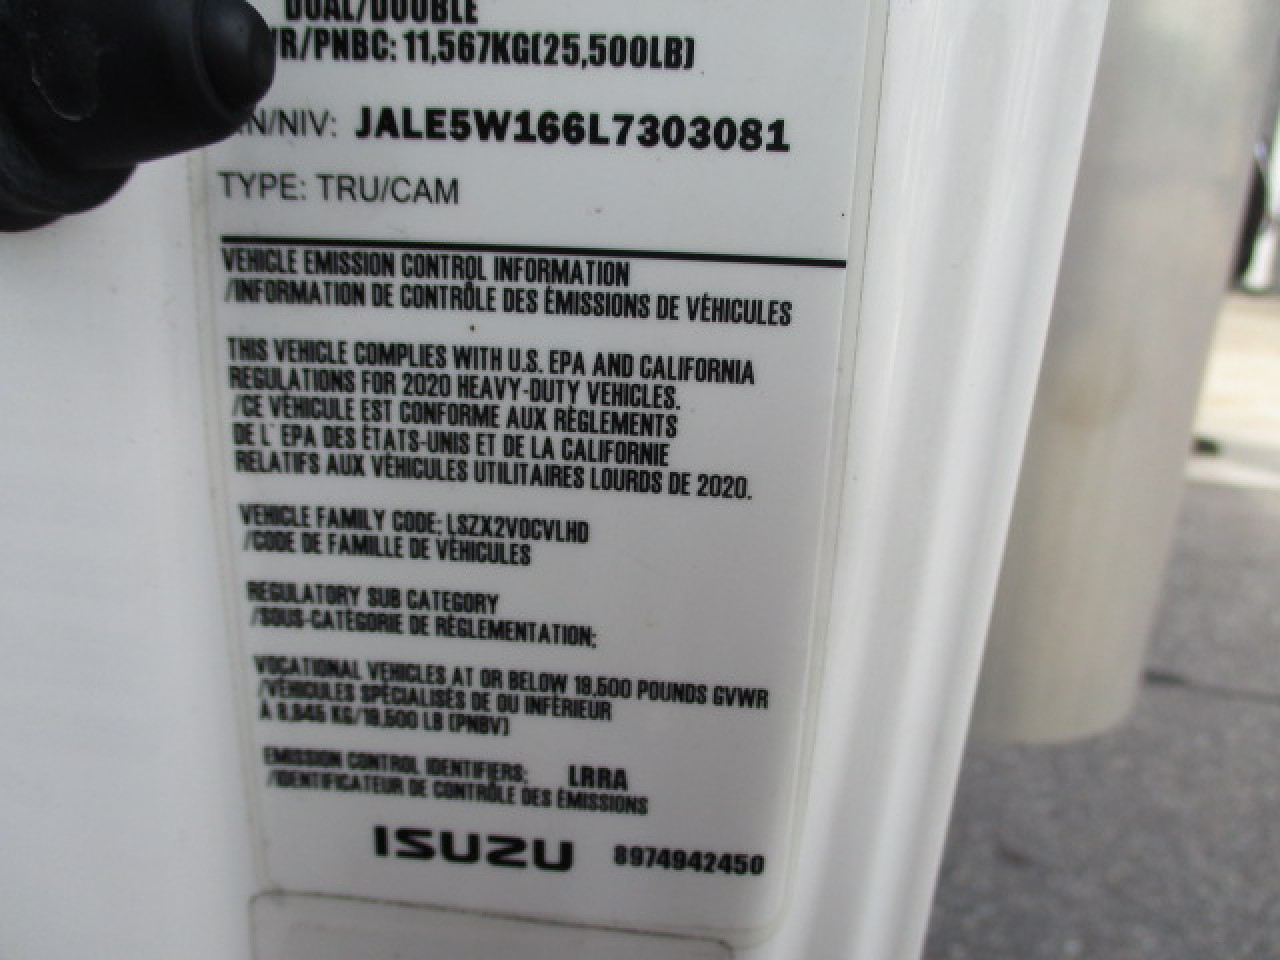 DUAL/DOUBLE
R/PNBC: 11,567KG(25,500LB)
N/NIV: JALE5W166L7303081
TYPE: TRU/CAM
VEHICLE EMISSION CONTROL INFORMATION
/INFORMATION DE CONTRÔLE DES ÉMISSIONS DE VÉHICULES
THIS VEHICLE COMPLIES WITH U.S. EPA AND CALIFORNIA
REGULATIONS FOR 2020 HEAVY-DUTY VEHICLES.
/CE VÉHICULE EST CONFORME AUX RÈGLEMENTS
DE L' EPA DES ÉTATS-UNIS ET DE LA CALIFORNIE
RELATIFS AUX VÉHICULES UTILITAIRES LOURDS DE 2020.
VEHICLE FAMILY CODE: LSZX2VOCVLHD
/CODE DE FAMILLE DE VÉHICULES
REGULATORY SUB CATEGORY
/SOUS-CATÉGORIE DE RÉGLEMENTATION:
VOCATIONAL VEHICLES AT OR BELOW 19,500 POUNDS GVWR
/VÉHICULES SPÉCIALISÉS DE OU INFÉRIEUR
À 8,845 KG/19,500 LB (PNBV)
EMISSION CONTROL IDENTIFIERS: LRRA
/IDENTIFICATEUR DE CONTRÔLE DES ÉMISSIONS
ISUZU 8974942450